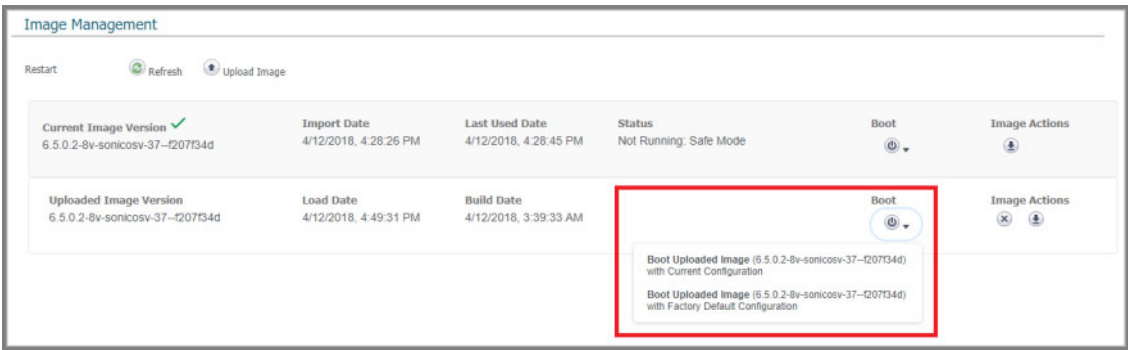 Image Management
Restart Refresh Upload Image
Current Image Version Import Date Last Used Date Status Boot Image Actions
6.5.0.2-8v-sonicosv-37--f207f34d 4/12/2018, 4:28:26 PM 4/12/2018, 4:28:45 PM Not Running: Safe Mode
Uploaded Image Version Load Date Build Date Boot Image Actions
6.5.0.2-8v-sonicosv-37--f207f34d 4/12/2018, 4:49:31 PM 4/12/2018, 3:39:33 AM
Boot Uploaded Image (6.5.0.2-8v-sonicosv-37--f207f34d)
with Current Configuration
Boot Uploaded Image (6.5.0.2-8v-sonicosv-37--f207f34d)
with Factory Default Configuration